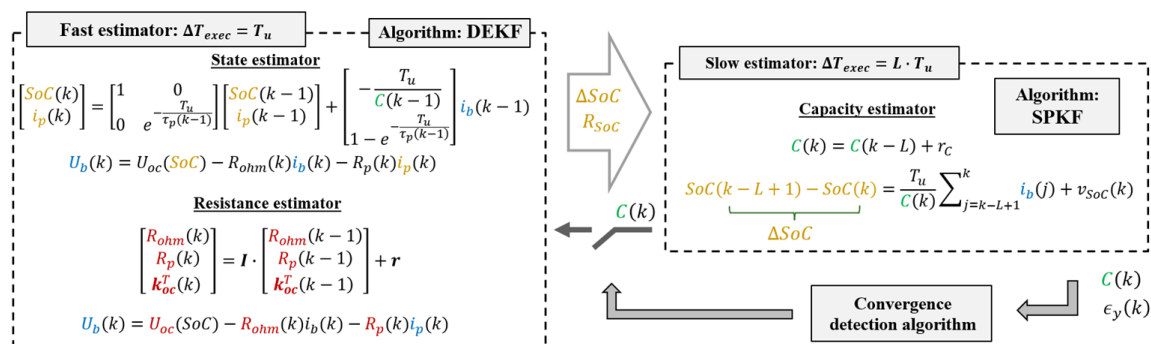 Fast estimator: ΔT_exec = T_u
Algorithm: DEKF
State estimator
[SoC(k); i_p(k)] = [1 0; 0 e^(-T_u/τ_p(k−1))] [SoC(k−1); i_p(k−1)] + [−T_u/C(k−1); 1 − e^(-T_u/τ_p(k−1))] i_b(k−1)
U_b(k) = U_oc(SoC) − R_ohm(k)i_b(k) − R_p(k)i_p(k)
Resistance estimator
[R_ohm(k); R_p(k); k_oc^T(k)] = I · [R_ohm(k−1); R_p(k−1); k_oc^T(k−1)] + r
U_b(k) = U_oc(SoC) − R_ohm(k)i_b(k) − R_p(k)i_p(k)
ΔSoC
R_SoC
C(k)
Slow estimator: ΔT_exec = L · T_u
Algorithm:
SPKF
Capacity estimator
C(k) = C(k − L) + r_C
SoC(k − L + 1) − SoC(k) = T_u/C(k) ∑_{j=k−L+1}^{k} i_b(j) + v_SoC(k)
ΔSoC
C(k)
ϵ_y(k)
Convergence
detection algorithm